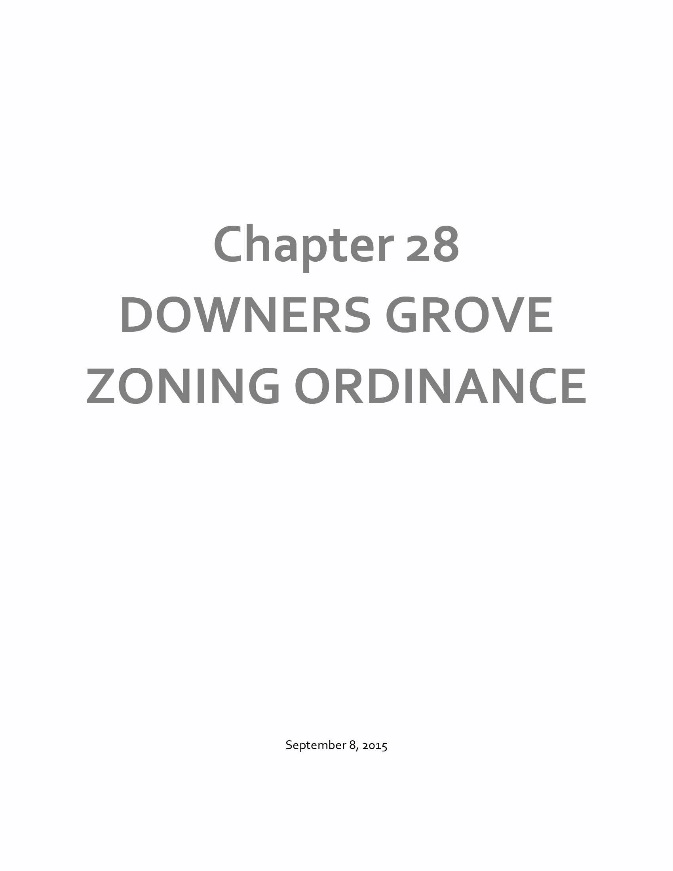 Chapter 28
DOWNERS GROVE
ZONING ORDINANCE
September 8, 2015